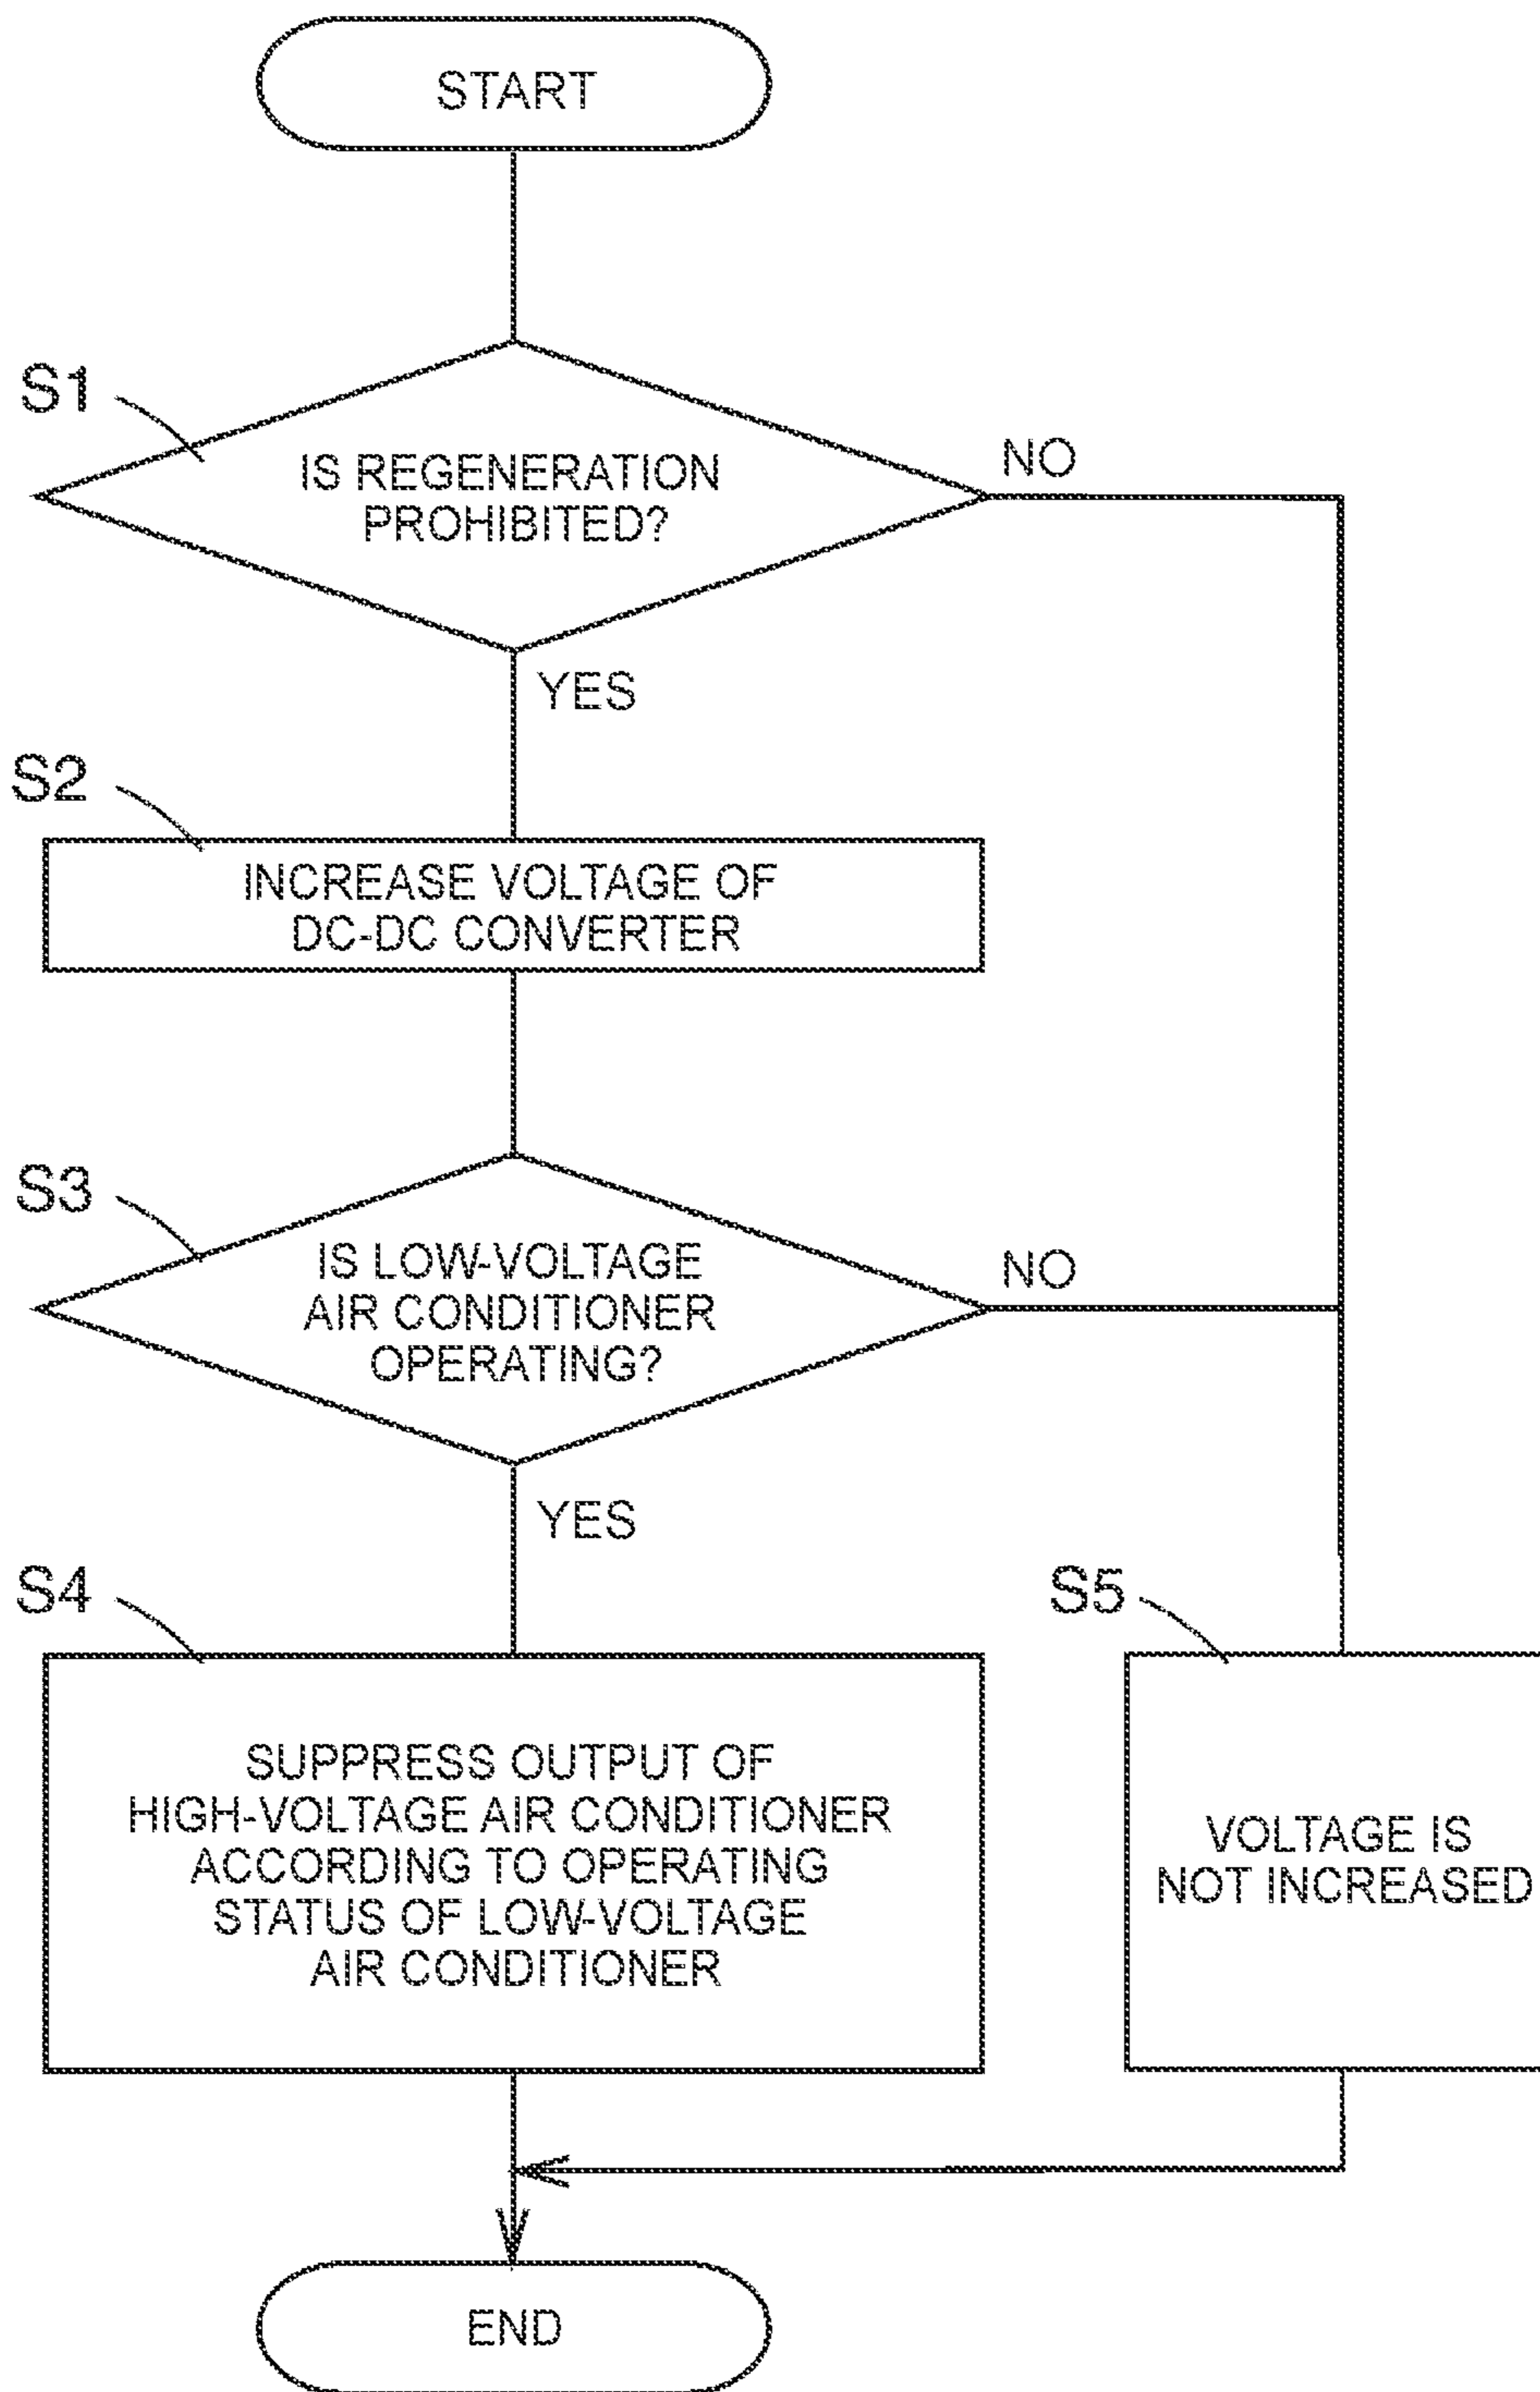 START
S1
IS REGENERATION
PROHIBITED?
NO
YES
S2
INCREASE VOLTAGE OF
DC-DC CONVERTER
S3
IS LOW-VOLTAGE
AIR CONDITIONER
OPERATING?
NO
YES
S4
SUPPRESS OUTPUT OF
HIGH-VOLTAGE AIR CONDITIONER
ACCORDING TO OPERATING
STATUS OF LOW-VOLTAGE
AIR CONDITIONER
S5
VOLTAGE IS
NOT INCREASED
END